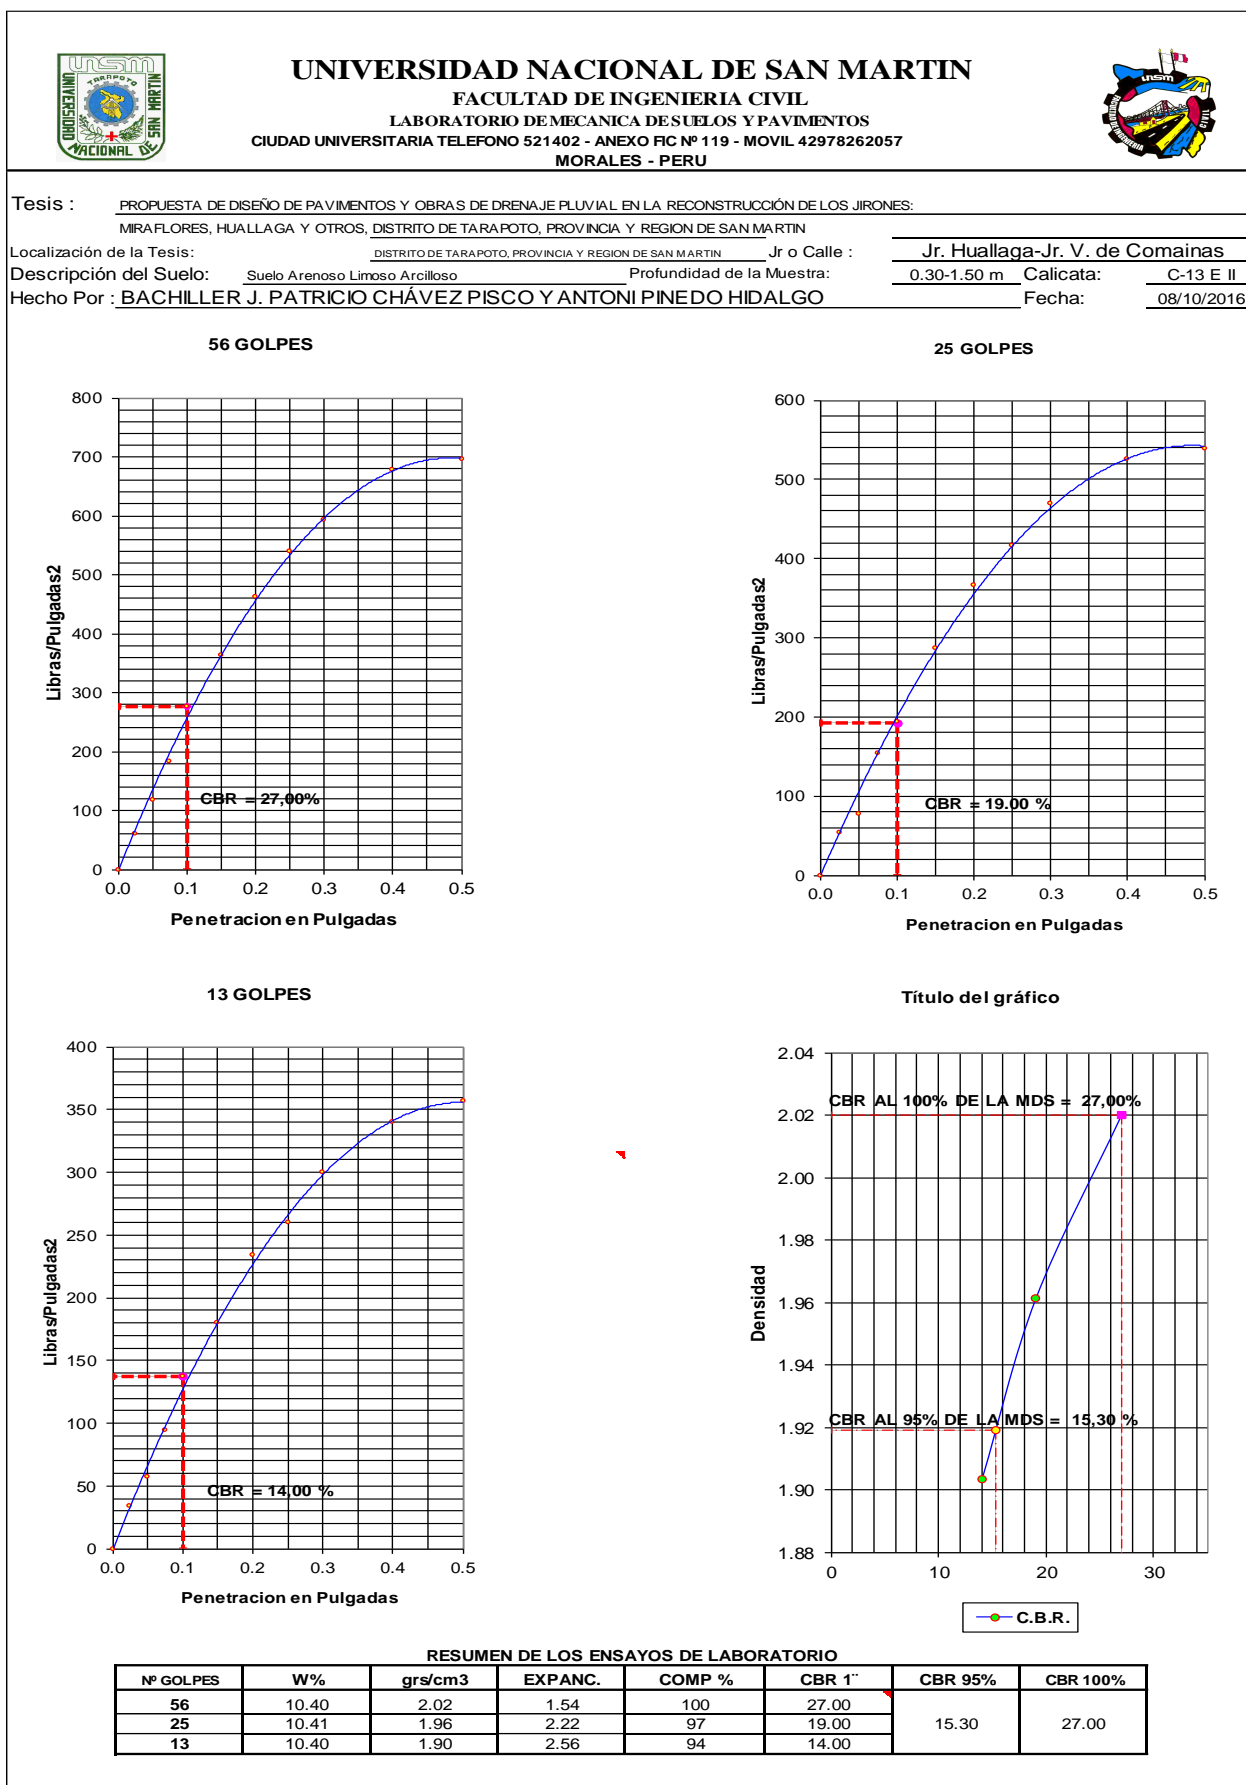 UNIVERSIDAD NACIONAL DE SAN MARTIN
FACULTAD DE INGENIERIA CIVIL
LABORATORIO DE MECANICA DE SUELOS Y PAVIMENTOS
CIUDAD UNIVERSITARIA TELEFONO 521402 - ANEXO FIC Nº 119 - MOVIL 42978262057
MORALES - PERU
unsm
TARAPOTO
UNIVERSIDAD NACIONAL DE SAN MARTIN
unsm
Tesis : PROPUESTA DE DISEÑO DE PAVIMENTOS Y OBRAS DE DRENAJE PLUVIAL EN LA RECONSTRUCCIÓN DE LOS JIRONES:
MIRAFLORES, HUALLAGA Y OTROS, DISTRITO DE TARAPOTO, PROVINCIA Y REGION DE SAN MARTIN
Localización de la Tesis: DISTRITO DE TARAPOTO, PROVINCIA Y REGION DE SAN MARTIN Jr o Calle : Jr. Huallaga-Jr. V. de Comainas
Descripción del Suelo: Suelo Arenoso Limoso Arcilloso Profundidad de la Muestra: 0.30-1.50 m Calicata: C-13 E II
Hecho Por : BACHILLER J. PATRICIO CHÁVEZ PISCO Y ANTONI PINEDO HIDALGO Fecha: 08/10/2016
56 GOLPES
800
700
600
500
400
300
200
100
0
Libras/Pulgadas2
CBR = 27,00%
0.0 0.1 0.2 0.3 0.4 0.5
Penetracion en Pulgadas
25 GOLPES
600
500
400
300
200
100
0
Libras/Pulgadas2
CBR = 19.00 %
0.0 0.1 0.2 0.3 0.4 0.5
Penetracion en Pulgadas
13 GOLPES
400
350
300
250
200
150
100
50
0
Libras/Pulgadas2
CBR = 14,00 %
0.0 0.1 0.2 0.3 0.4 0.5
Penetracion en Pulgadas
Título del gráfico
2.04
2.02
2.00
1.98
1.96
1.94
1.92
1.90
1.88
Densidad
CBR AL 100% DE LA MDS = 27,00%
CBR AL 95% DE LA MDS = 15,30 %
0 10 20 30
C.B.R.
RESUMEN DE LOS ENSAYOS DE LABORATORIO
Nº GOLPES W% grs/cm3 EXPANC. COMP % CBR 1¨ CBR 95% CBR 100%
56 10.40 2.02 1.54 100 27.00
25 10.41 1.96 2.22 97 19.00 15.30 27.00
13 10.40 1.90 2.56 94 14.00